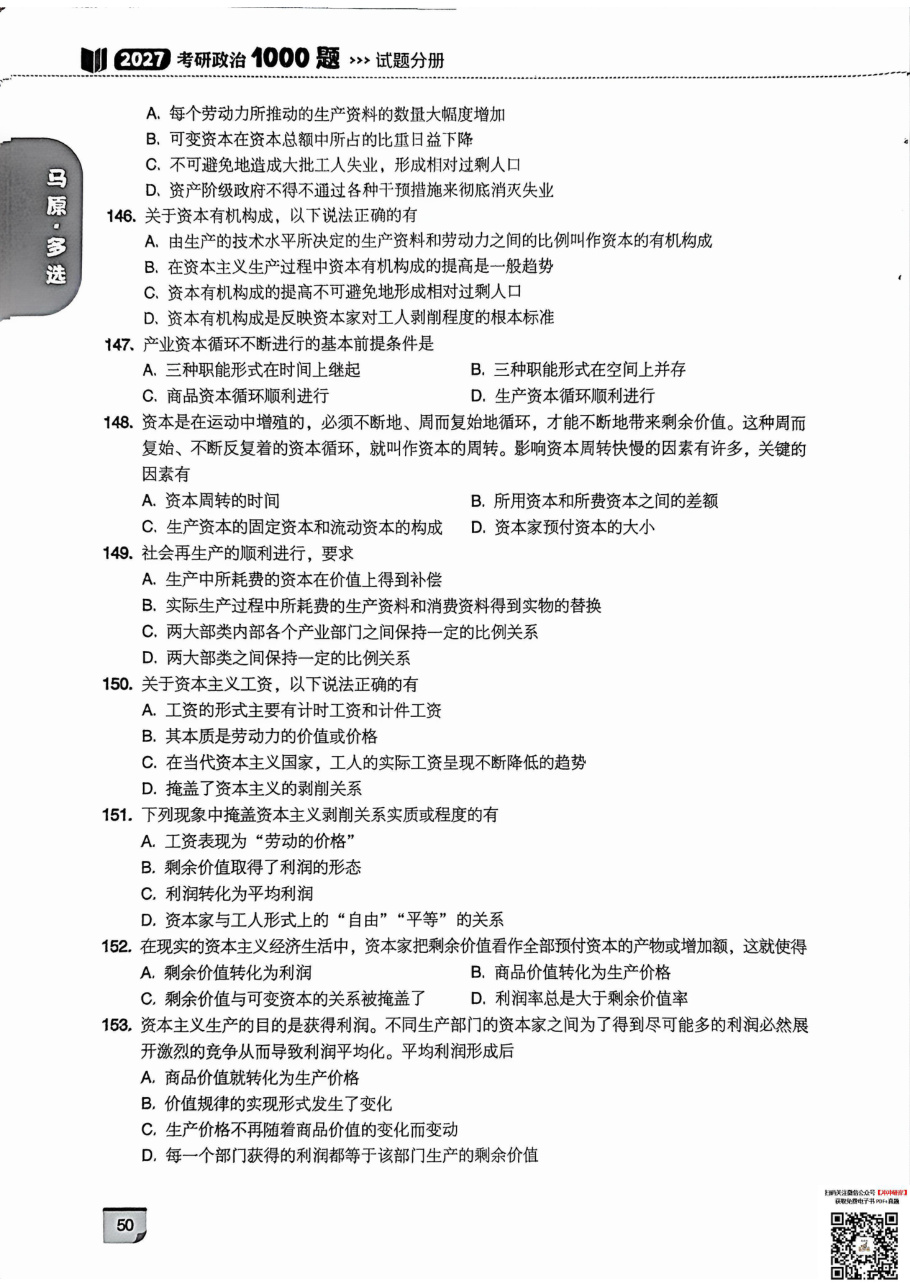 2027 考研政治1000题 >>> 试题分册
马原·多选
A. 每个劳动力所推动的生产资料的数量大幅度增加
B. 可变资本在资本总额中所占的比重日益下降
C. 不可避免地造成大批工人失业，形成相对过剩人口
D. 资产阶级政府不得不通过各种干预措施来彻底消灭失业
146. 关于资本有机构成，以下说法正确的有
A. 由生产的技术水平所决定的生产资料和劳动力之间的比例叫作资本的有机构成
B. 在资本主义生产过程中资本有机构成的提高是一般趋势
C. 资本有机构成的提高不可避免地形成相对过剩人口
D. 资本有机构成是反映资本家对工人剥削程度的根本标准
147. 产业资本循环不断进行的基本前提条件是
A. 三种职能形式在时间上继起 B. 三种职能形式在空间上并存
C. 商品资本循环顺利进行 D. 生产资本循环顺利进行
148. 资本是在运动中增殖的，必须不断地、周而复始地循环，才能不断地带来剩余价值。这种周而
复始、不断反复着的资本循环，就叫作资本的周转。影响资本周转快慢的因素有许多，关键的
因素有
A. 资本周转的时间 B. 所用资本和所费资本之间的差额
C. 生产资本的固定资本和流动资本的构成 D. 资本家预付资本的大小
149. 社会再生产的顺利进行，要求
A. 生产中所耗费的资本在价值上得到补偿
B. 实际生产过程中所耗费的生产资料和消费资料得到实物的替换
C. 两大部类内部各个产业部门之间保持一定的比例关系
D. 两大部类之间保持一定的比例关系
150. 关于资本主义工资，以下说法正确的有
A. 工资的形式主要有计时工资和计件工资
B. 其本质是劳动力的价值或价格
C. 在当代资本主义国家，工人的实际工资呈现不断降低的趋势
D. 掩盖了资本主义的剥削关系
151. 下列现象中掩盖资本主义剥削关系实质或程度的有
A. 工资表现为“劳动的价格”
B. 剩余价值取得了利润的形态
C. 利润转化为平均利润
D. 资本家与工人形式上的“自由”“平等”的关系
152. 在现实的资本主义经济生活中，资本家把剩余价值看作全部预付资本的产物或增加额，这就使得
A. 剩余价值转化为利润 B. 商品价值转化为生产价格
C. 剩余价值与可变资本的关系被掩盖了 D. 利润率总是大于剩余价值率
153. 资本主义生产的目的是获得利润。不同生产部门的资本家之间为了得到尽可能多的利润必然展
开激烈的竞争从而导致利润平均化。平均利润形成后
A. 商品价值就转化为生产价格
B. 价值规律的实现形式发生了变化
C. 生产价格不再随着商品价值的变化而变动
D. 每一个部门获得的利润都等于该部门生产的剩余价值
50
扫码关注微信公众号
获取免费电子书PDF+真题